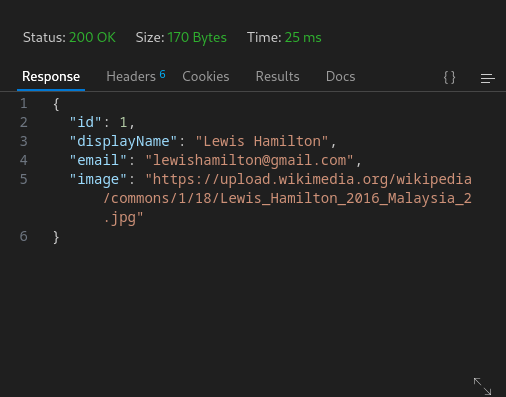 Status: 200 OK Size: 170 Bytes Time: 25 ms
Response Headers 6 Cookies Results Docs {}
1 {
2 "id": 1,
3 "displayName": "Lewis Hamilton",
4 "email": "lewishamilton@gmail.com",
5 "image": "https://upload.wikimedia.org/wikipedia
/commons/1/18/Lewis_Hamilton_2016_Malaysia_2
.jpg"
6 }